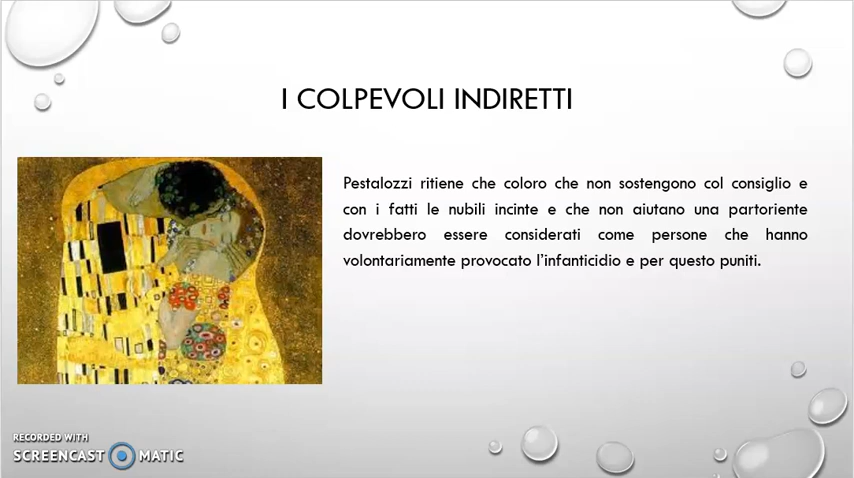 I COLPEVOLI INDIRETTI
Pestalozzi ritiene che coloro che non sostengono col consiglio e
con i fatti le nubili incinte e che non aiutano una partoriente
dovrebbero essere considerati come persone che hanno
volontariamente provocato l'infanticidio e per questo puniti.
RECORDED WITH
SCREENCAST MATIC